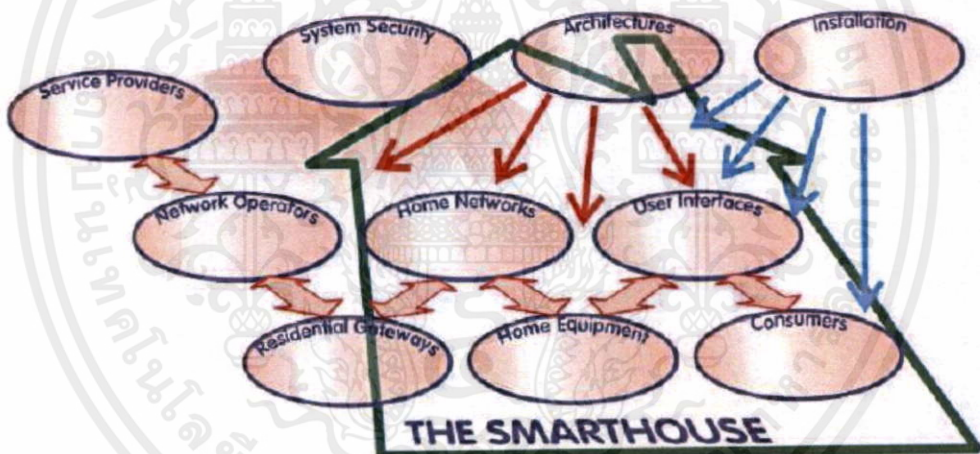 System Security
Architectures
Installation
Service Providers
Network Operators
Home Networks
User Interfaces
Residential Gateways
Home Equipment
Consumers
THE SMARTHOUSE